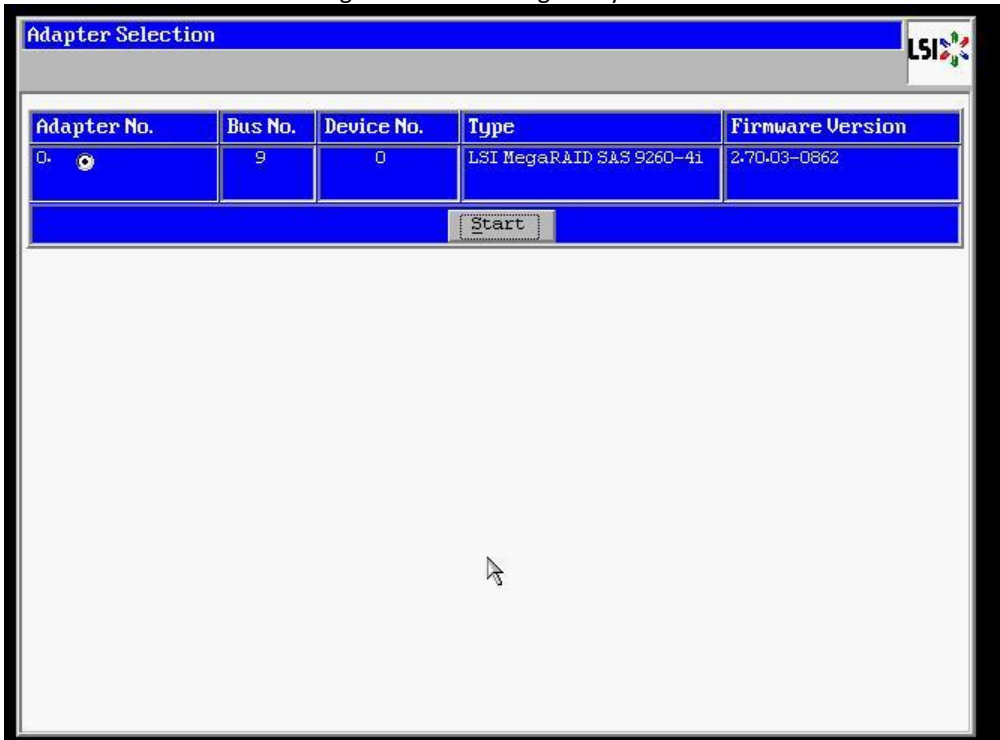 Adapter Selection
LSI
Adapter No. Bus No. Device No. Type Firmware Version
0. 9 0 LSI MegaRAID SAS 9260-4i 2.70.03-0862
Start